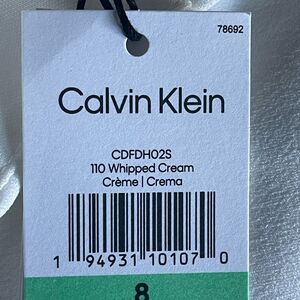 78692
Calvin Klein
CDFDH02S
110 Whipped Cream
Crème | Crema
1 94931 10107 0
8